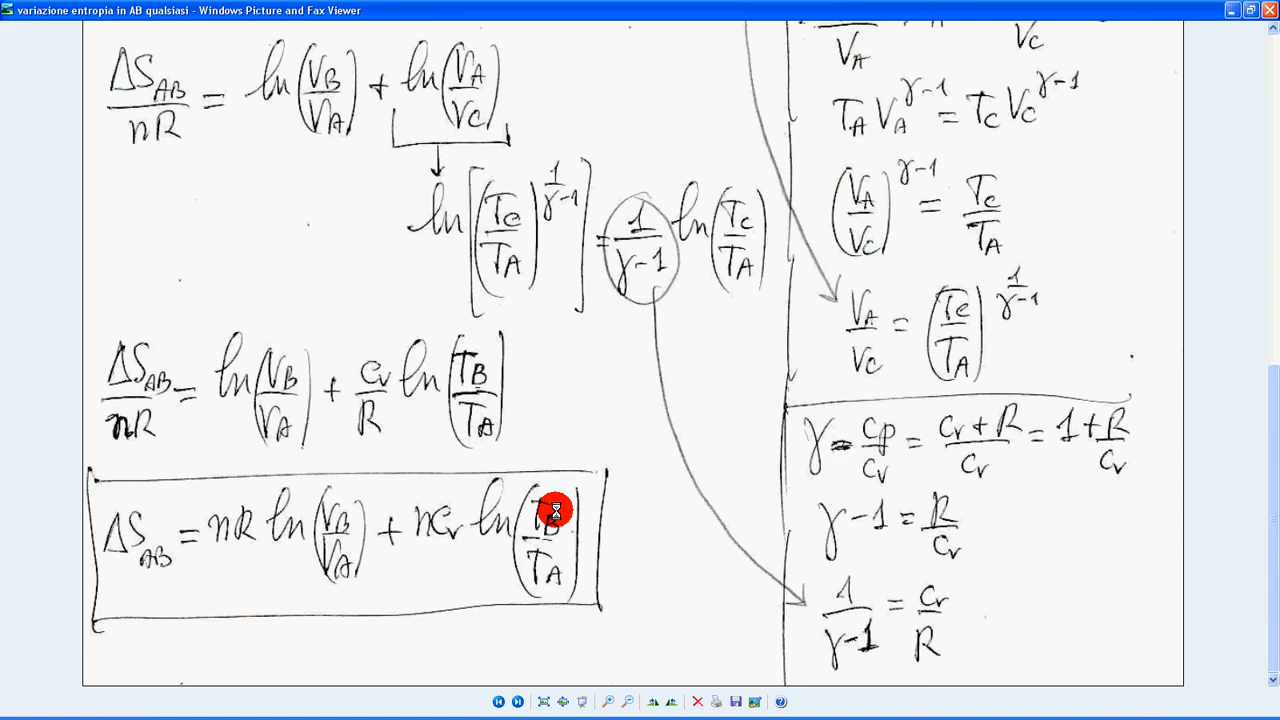 variazione entropia in AB qualsiasi - Windows Picture and Fax Viewer
ΔS_AB/nR = ln(V_B/V_A) + ln(V_A/V_C)
ln[(T_C/T_A)^(1/(γ-1))] = 1/(γ-1) ln(T_C/T_A)
ΔS_AB/nR = ln(V_B/V_A) + c_v/R ln(T_B/T_A)
ΔS_AB = nR ln(V_B/V_A) + nc_v ln(T_B/T_A)
V_A V_C
T_A V_A^(γ-1) = T_C V_C^(γ-1)
(V_A/V_C)^(γ-1) = T_C/T_A
V_A/V_C = (T_C/T_A)^(1/(γ-1))
γ = c_p/c_v = (c_v + R)/c_v = 1 + R/c_v
γ-1 = R/c_v
1/(γ-1) = c_v/R